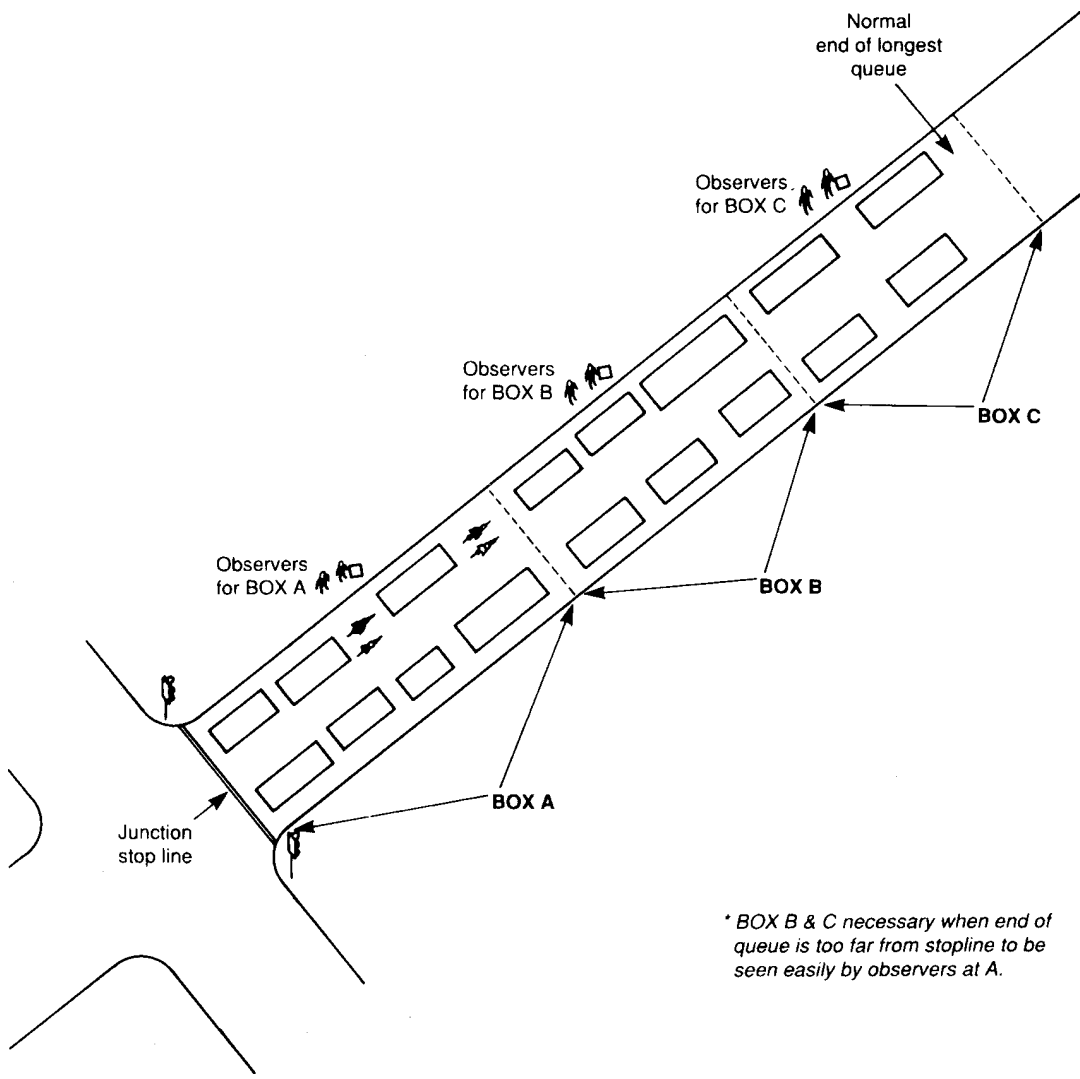 Normal
end of longest
queue
Observers
for BOX C
Observers
for BOX B
BOX C
Observers
for BOX A
BOX B
BOX A
Junction
stop line
* BOX B & C necessary when end of
queue is too far from stopline to be
seen easily by observers at A.